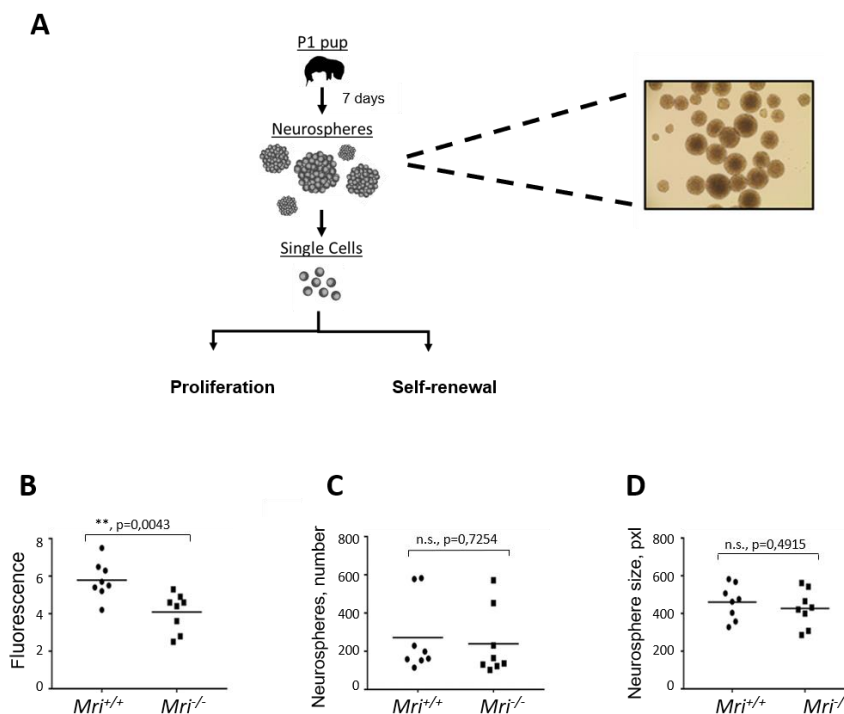 A
P1 pup
7 days
Neurospheres
Single Cells
Proliferation
Self-renewal
B
**, p=0,0043
8
6
4
2
0
Fluorescence
Mri+/+
Mri-/-
C
n.s., p=0,7254
800
600
400
200
0
Neurospheres, number
Mri+/+
Mri-/-
D
n.s., p=0,4915
800
600
400
200
0
Neurosphere size, pxl
Mri+/+
Mri-/